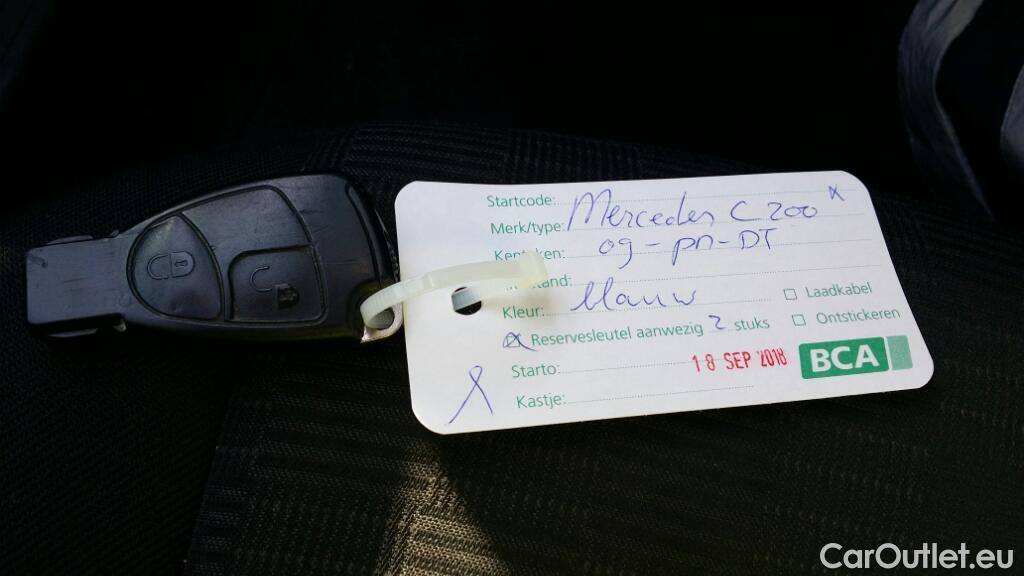 Startcode:
Merk/type: Mercedes C200 x
Kenteken: og-pn-DT
Kleur: blauw
Laadkabel
Reservesleutel aanwezig 2 stuks
Ontstickeren
Starto: 18 SEP 2018
BCA
Kastje:
CarOutlet.eu